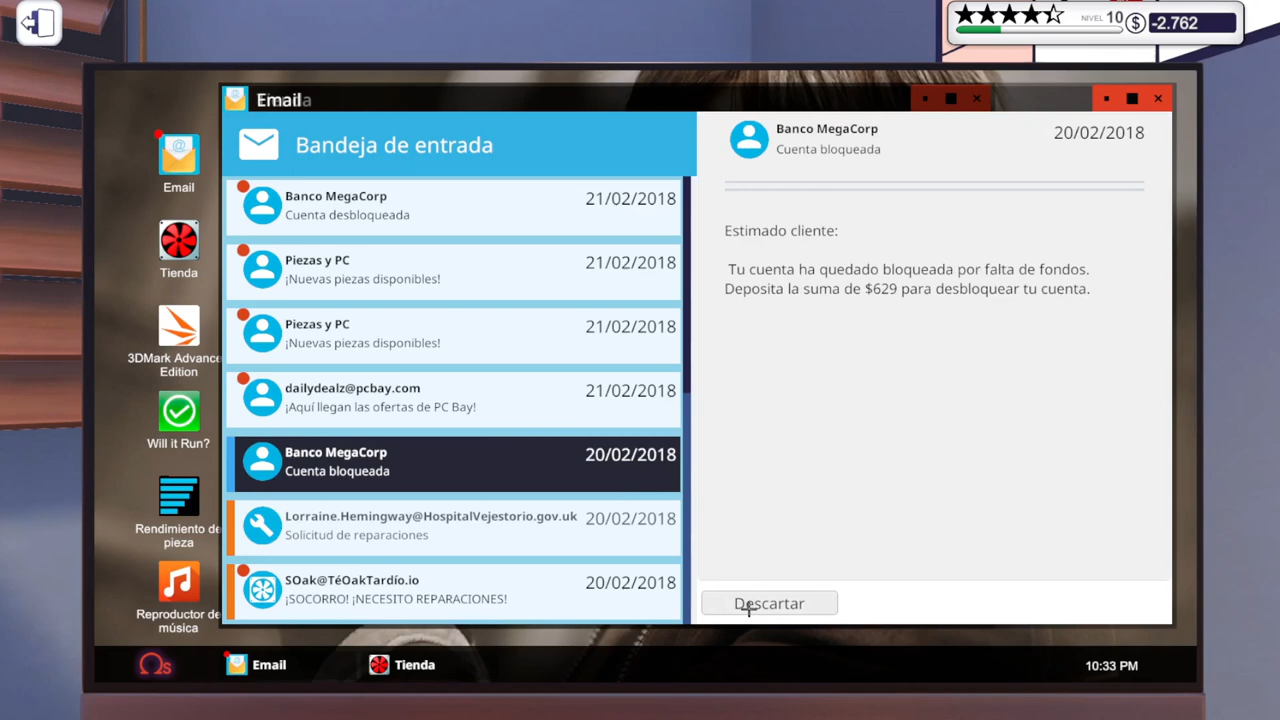 NIVEL 10
$ -2.762
Email
Bandeja de entrada
Banco MegaCorp
Cuenta desbloqueada
21/02/2018
Piezas y PC
¡Nuevas piezas disponibles!
21/02/2018
Piezas y PC
¡Nuevas piezas disponibles!
21/02/2018
dailydealz@pcbay.com
¡Aquí llegan las ofertas de PC Bay!
21/02/2018
Banco MegaCorp
Cuenta bloqueada
20/02/2018
Lorraine.Hemingway@HospitalVejestorio.gov.uk
Solicitud de reparaciones
20/02/2018
SOak@TéOakTardío.io
¡SOCORRO! ¡NECESITO REPARACIONES!
20/02/2018
Banco MegaCorp
Cuenta bloqueada
20/02/2018
Estimado cliente:
Tu cuenta ha quedado bloqueada por falta de fondos.
Deposita la suma de $629 para desbloquear tu cuenta.
Descartar
Email
Tienda
3DMark Advance
Edition
Will it Run?
Rendimiento de
pieza
Reproductor de
música
Ωs
Email
Tienda
10:33 PM